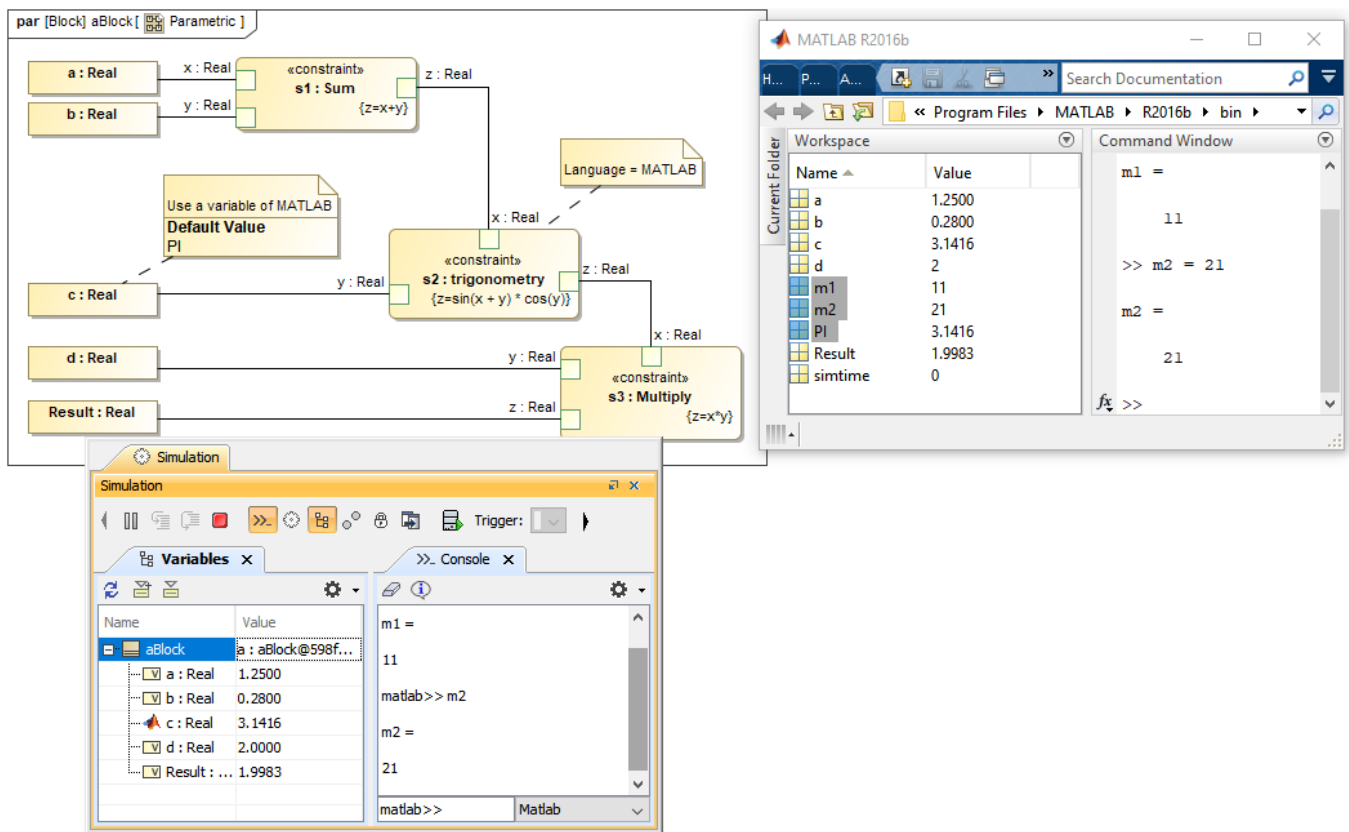 par [Block] aBlock[ Parametric ]
a : Real
x : Real
«constraint»
s1 : Sum
{z=x+y}
z : Real
b : Real
y : Real
Language = MATLAB
Use a variable of MATLAB
Default Value
PI
x : Real
«constraint»
s2 : trigonometry
{z=sin(x + y) * cos(y)}
z : Real
c : Real
y : Real
x : Real
d : Real
y : Real
«constraint»
s3 : Multiply
{z=x*y}
Result : Real
z : Real
MATLAB R2016b
H... P... A... » Search Documentation
« Program Files MATLAB R2016b bin
Current Folder
Workspace
Name Value
a 1.2500
b 0.2800
c 3.1416
d 2
m1 11
m2 21
PI 3.1416
Result 1.9983
simtime 0
Command Window
m1 =
11
>> m2 = 21
m2 =
21
fx >>
Simulation
Simulation
Trigger:
Variables
Name Value
aBlock a : aBlock@598f...
a : Real 1.2500
b : Real 0.2800
c : Real 3.1416
d : Real 2.0000
Result : ... 1.9983
Console
m1 =
11
matlab>> m2
m2 =
21
matlab>> Matlab